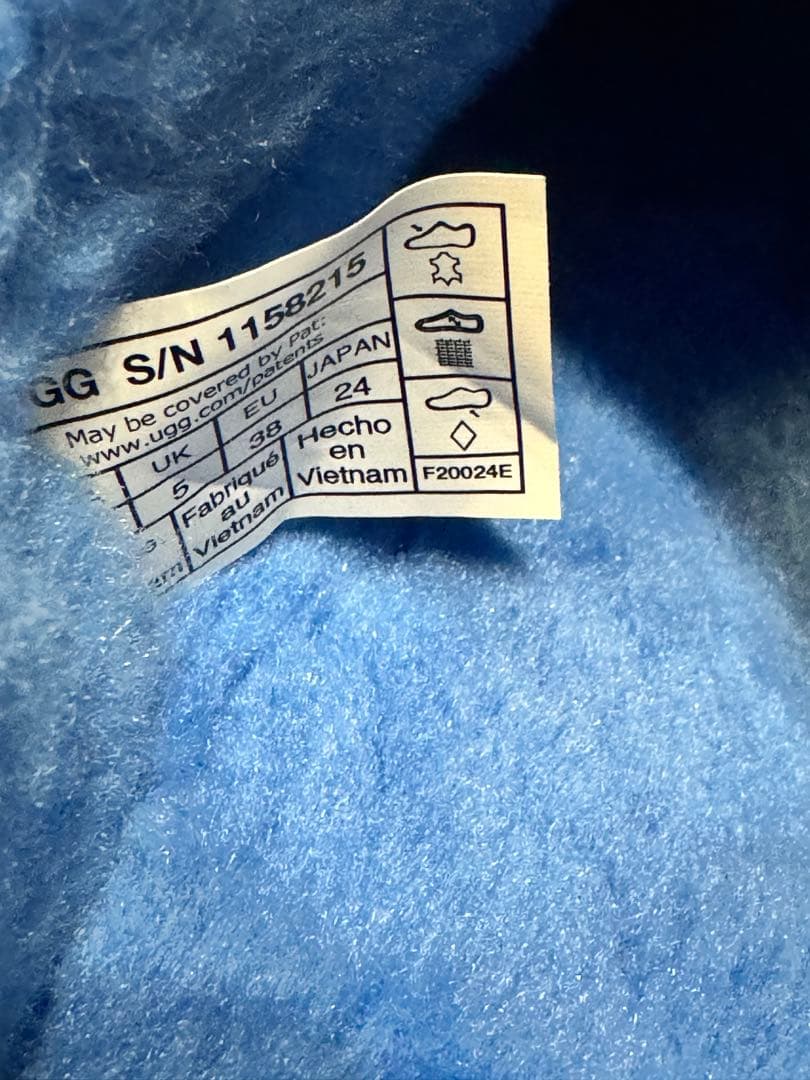 GG S/N 1158215
May be covered by Pat:
www.ugg.com/patents
UK EU JAPAN
5 38 24
Fabriqué au Vietnam
Hecho en Vietnam
F20024E